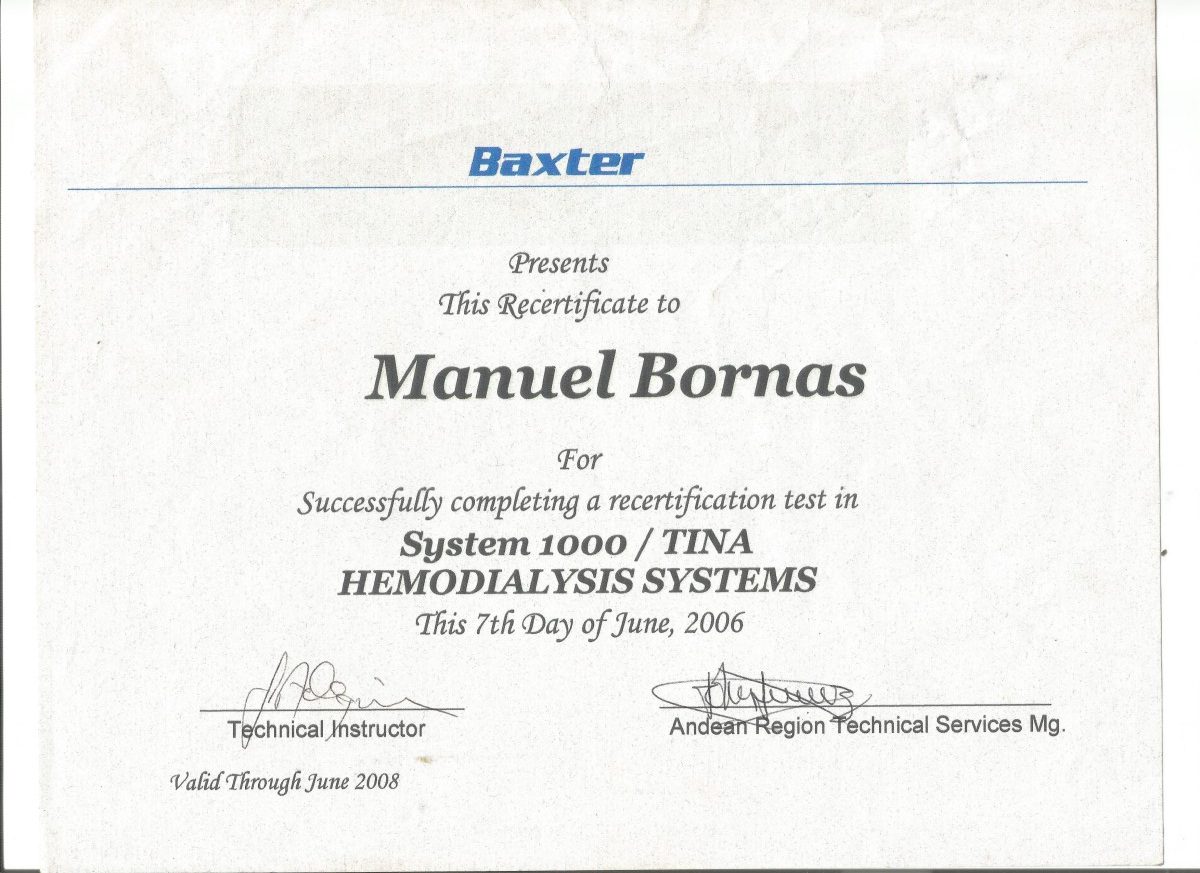 Baxter
Presents
This Recertificate to
Manuel Bornas
For
Successfully completing a recertification test in
System 1000 / TINA
HEMODIALYSIS SYSTEMS
This 7th Day of June, 2006
Technical Instructor
Andean Region Technical Services Mg.
Valid Through June 2008